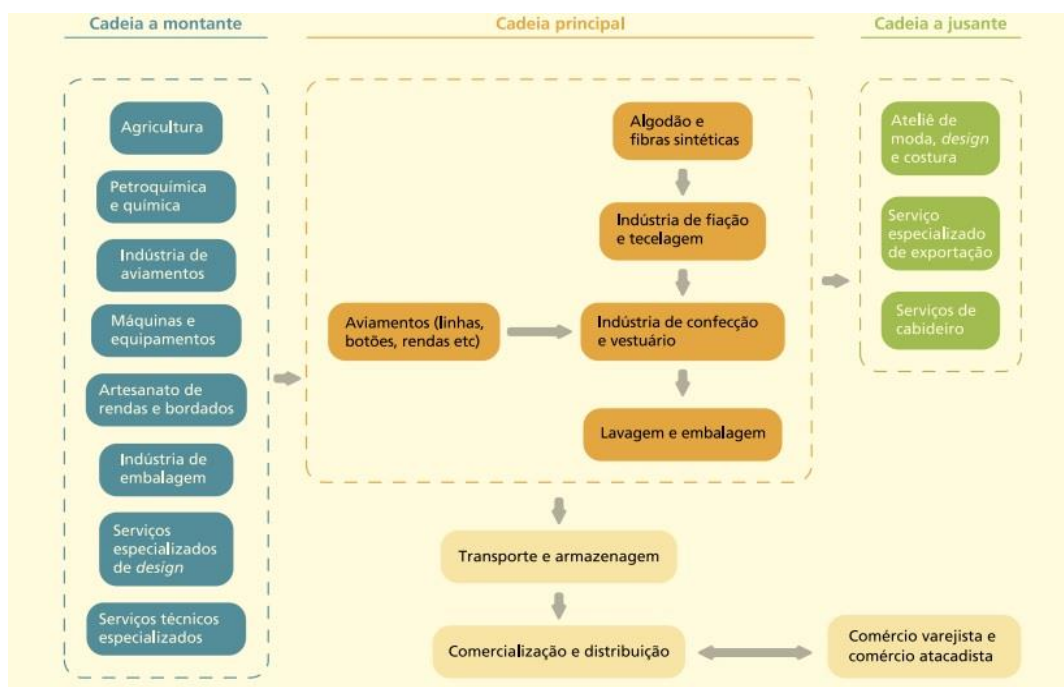 Cadeia a montante
Agricultura
Petroquímica
e química
Indústria de
aviamentos
Máquinas e
equipamentos
Artesanato de
rendas e bordados
Indústria de
embalagem
Serviços
especializados
de design
Serviços técnicos
especializados
Cadeia principal
Algodão e
fibras sintéticas
Indústria de fiação
e tecelagem
Aviamentos (linhas,
botões, rendas etc)
Indústria de confecção
e vestuário
Lavagem e embalagem
Transporte e armazenagem
Comercialização e distribuição
Comércio varejista e
comércio atacadista
Cadeia a jusante
Ateliê de
moda, design
e costura
Serviço
especializado
de exportação
Serviços de
cabideiro